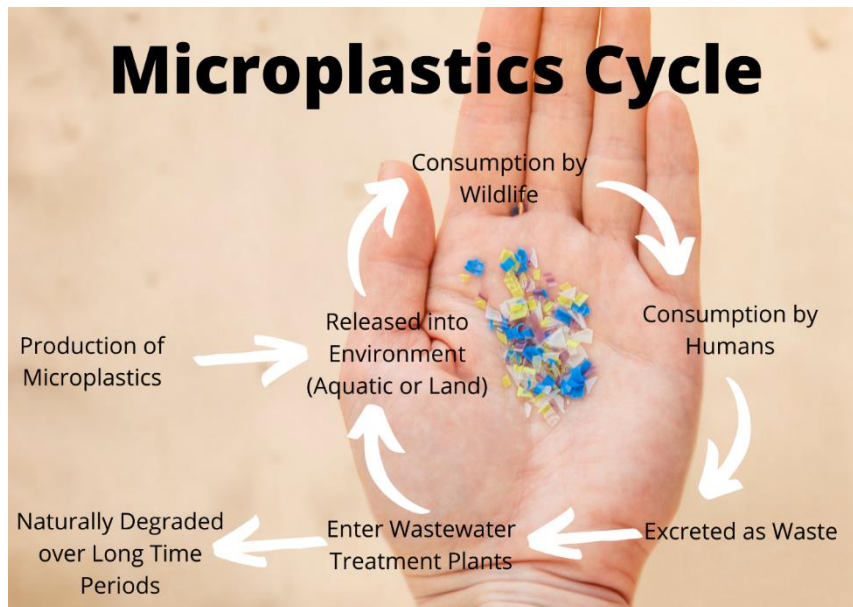 Microplastics Cycle
Consumption by
Wildlife
Consumption by
Humans
Released into
Environment
(Aquatic or Land)
Production of
Microplastics
Excreted as Waste
Enter Wastewater
Treatment Plants
Naturally Degraded
over Long Time
Periods